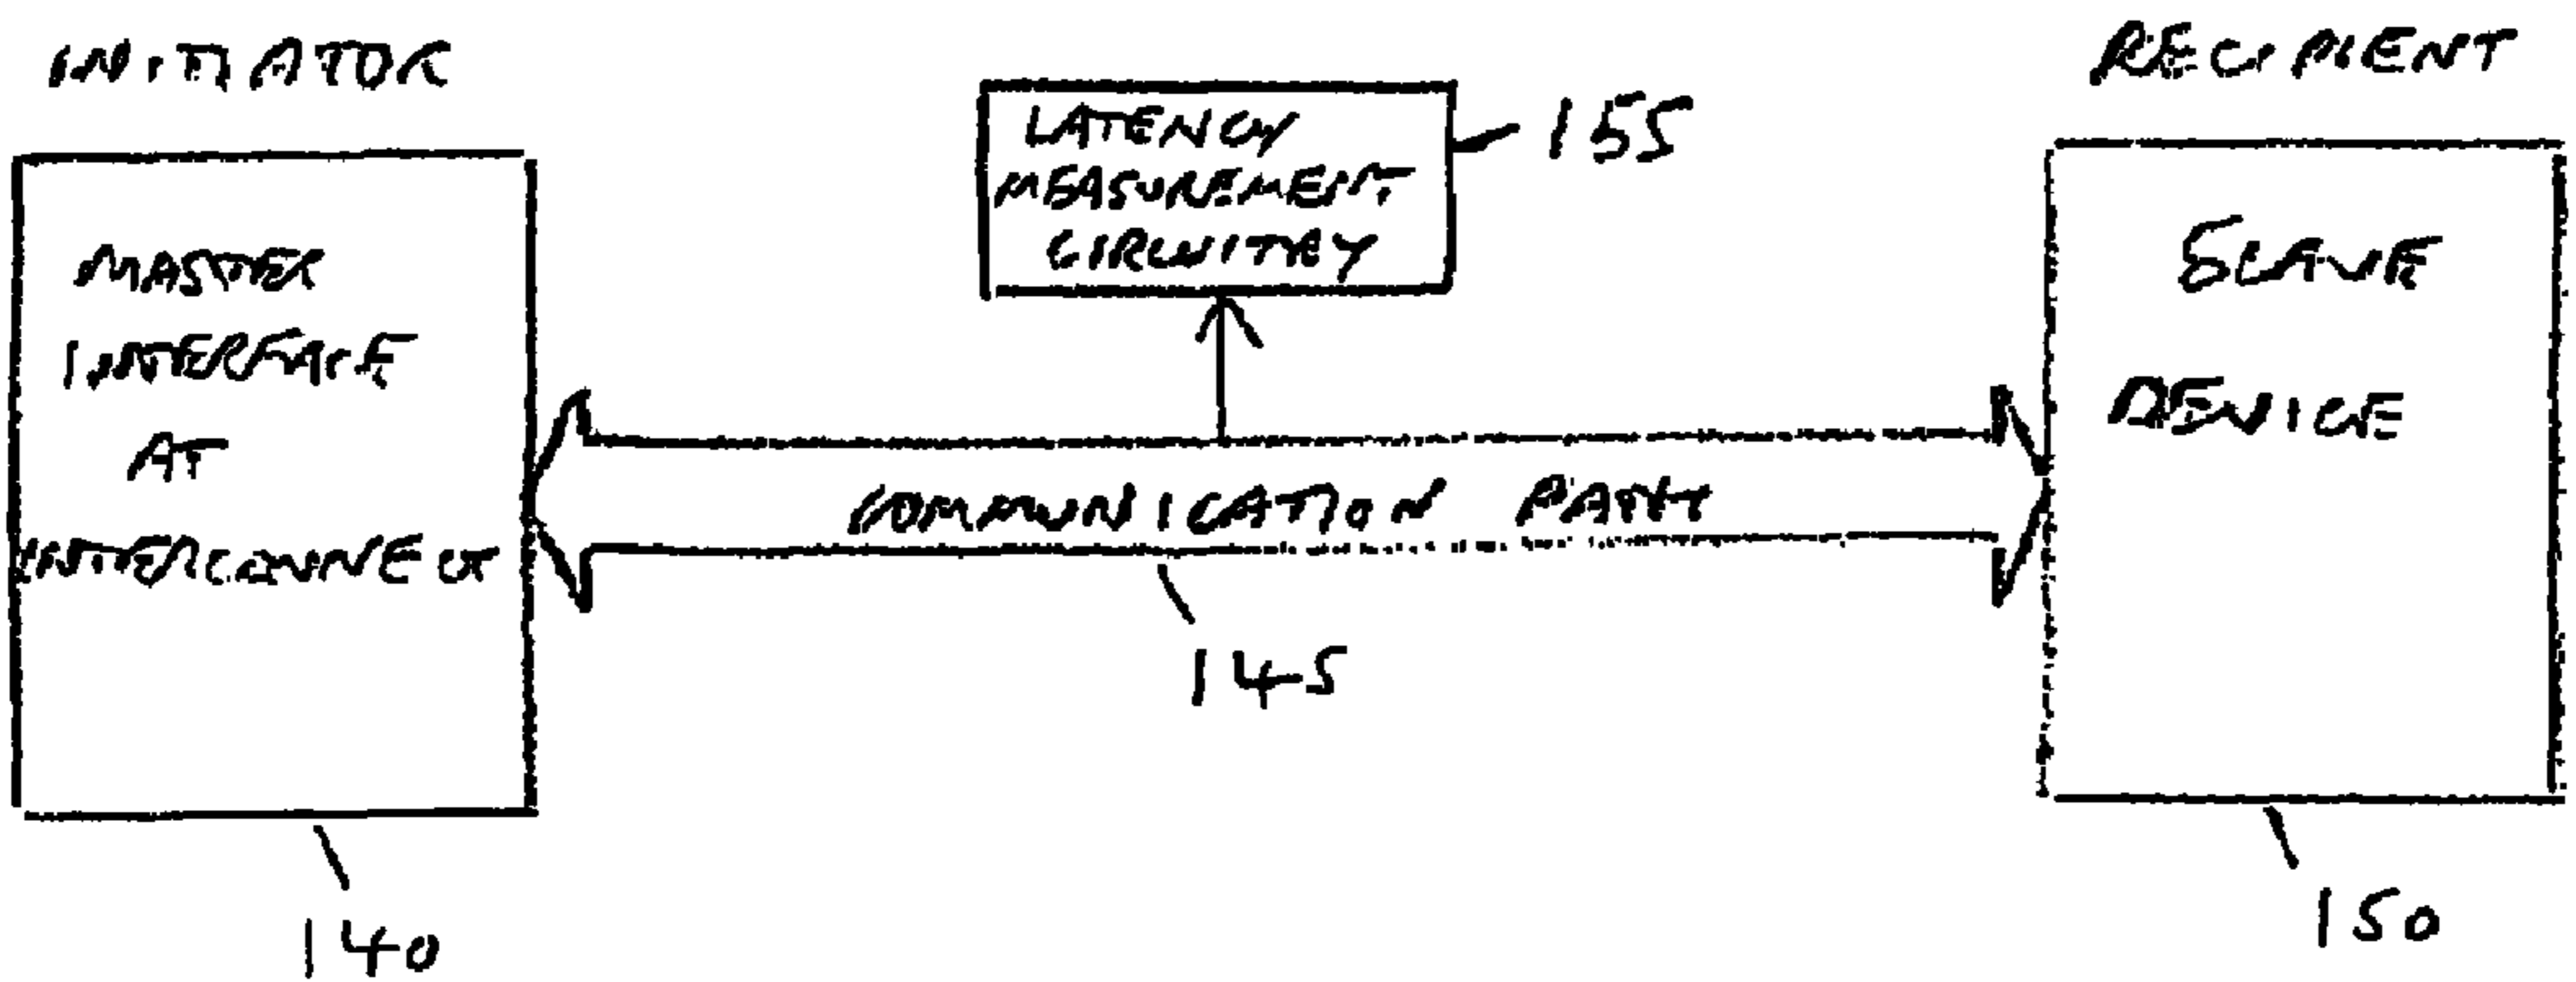 INITIATOR
RECIPIENT
LATENCY
MEASUREMENT
CIRCUITRY
155
MASTER
INTERFACE
AT
INTERCONNECT
SLAVE
DEVICE
COMMUNICATION PATH
145
140
150